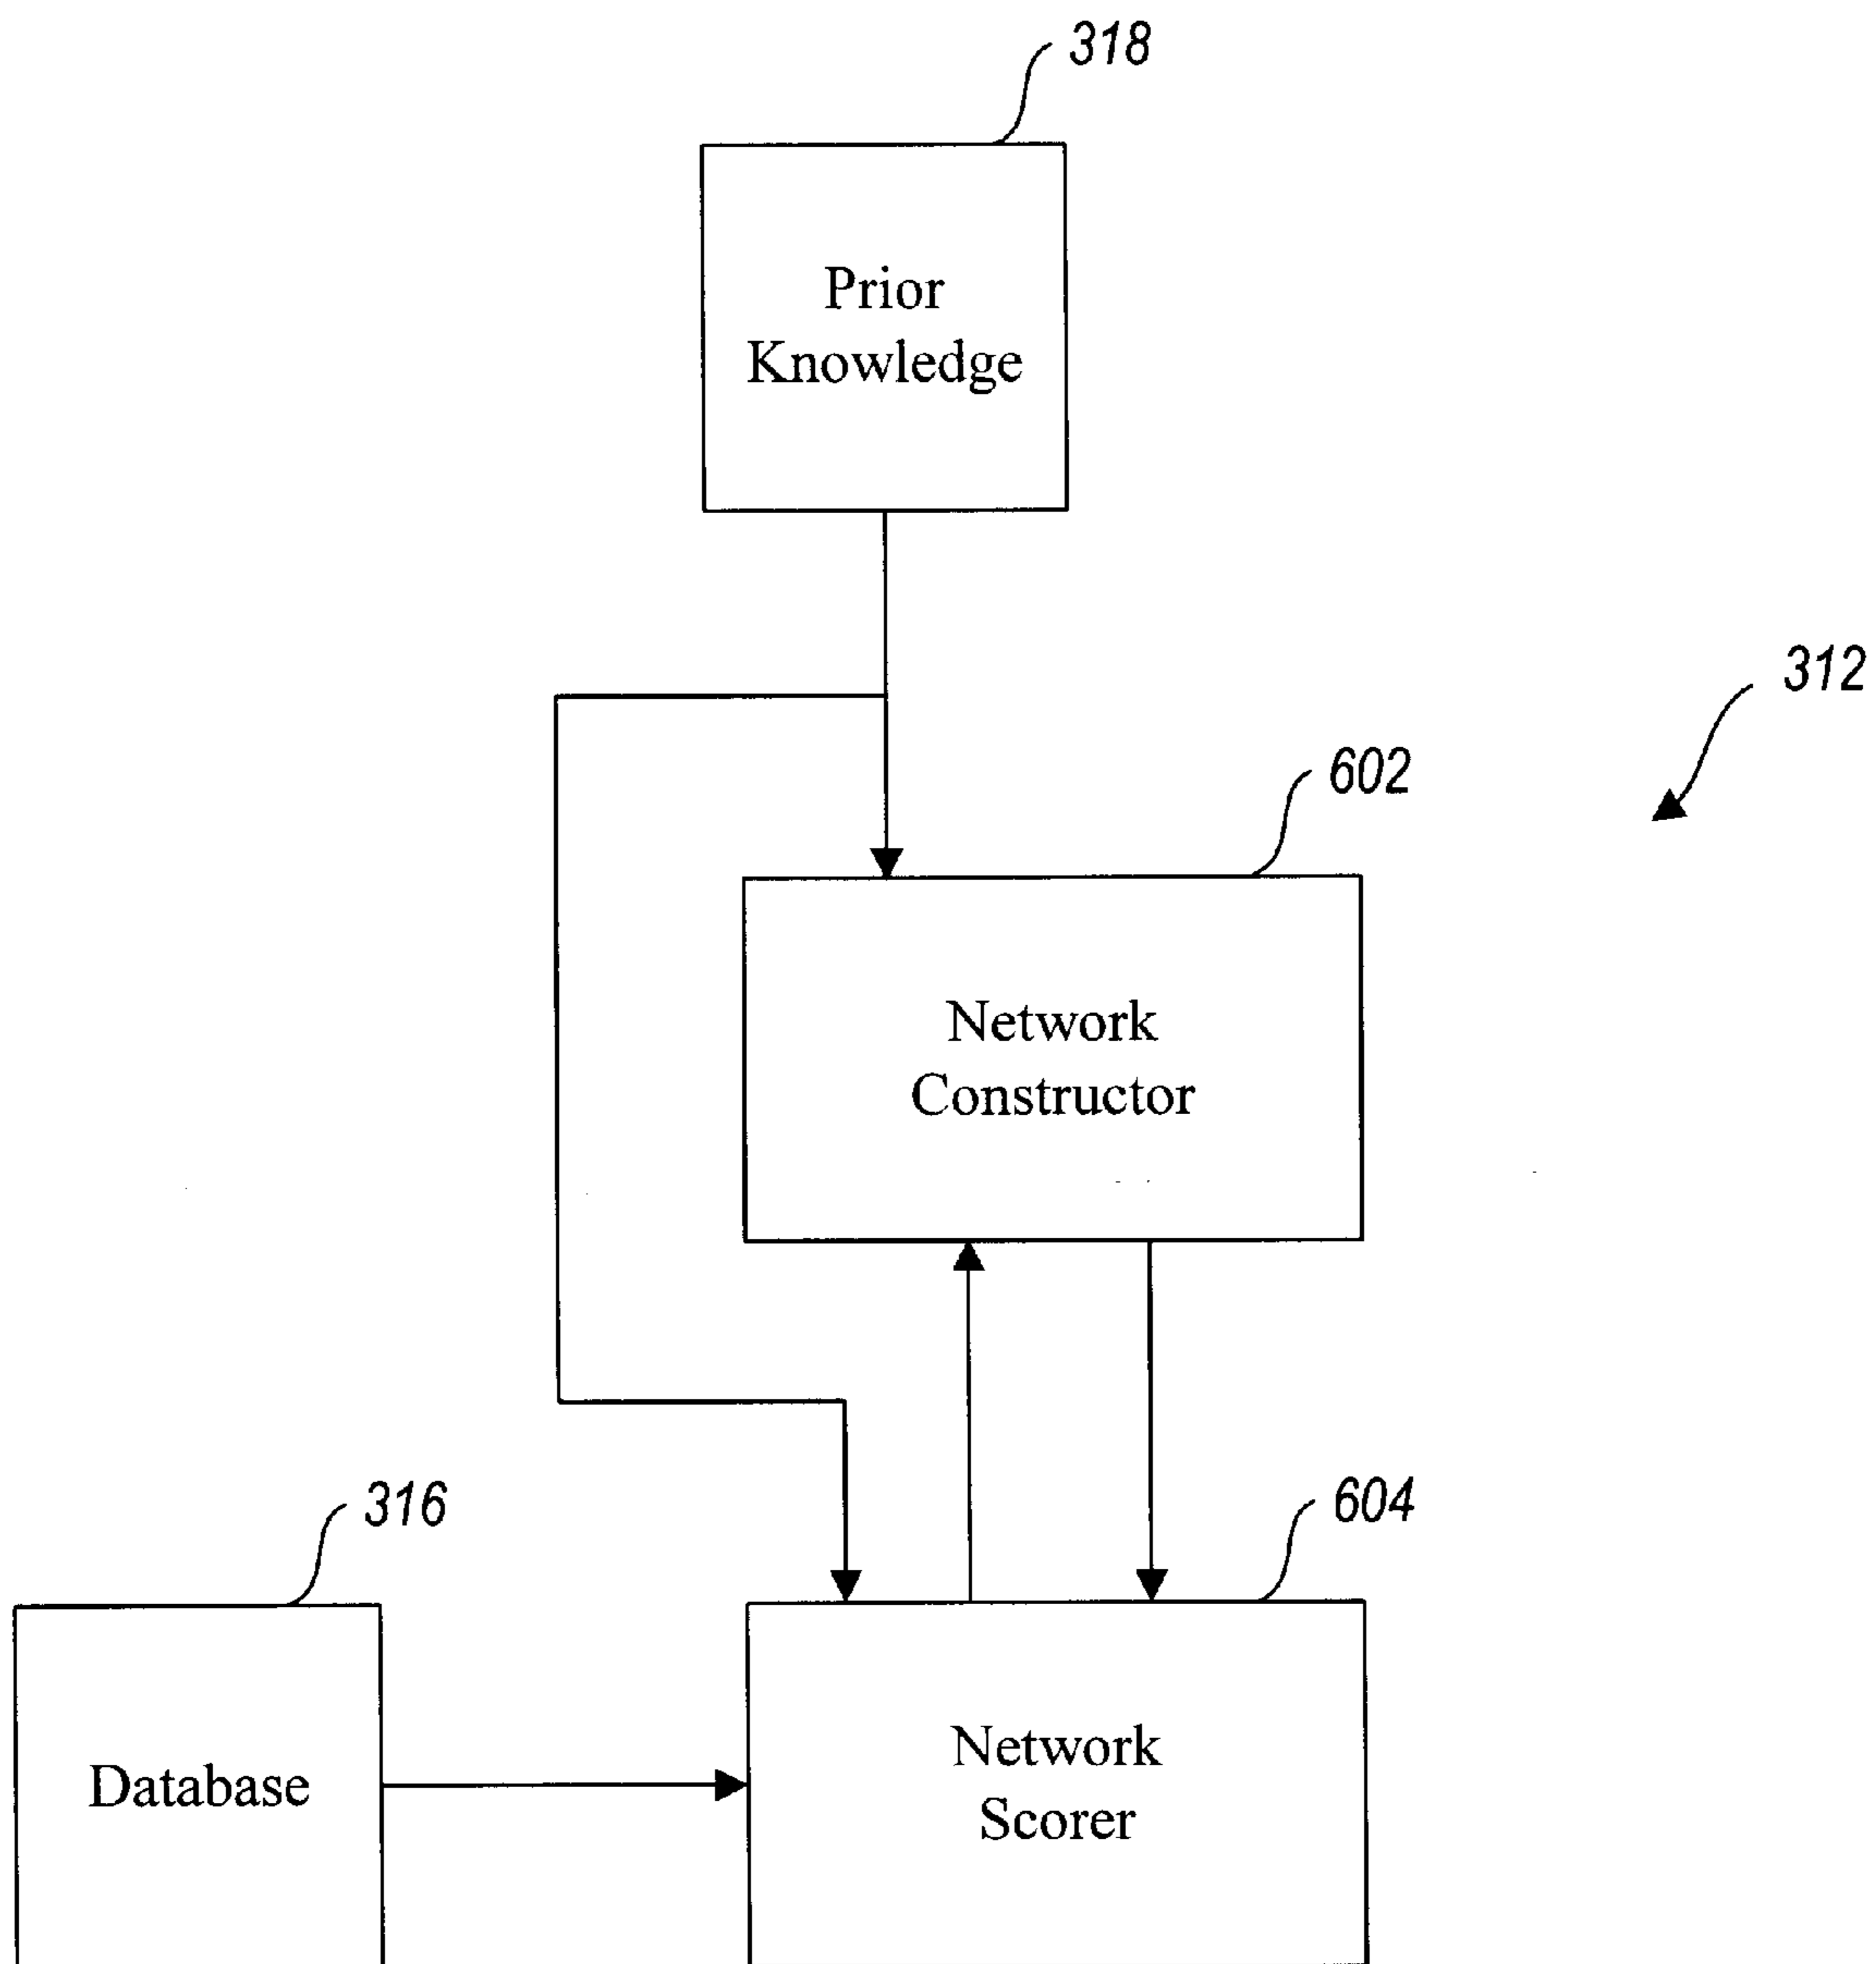 318
Prior
Knowledge
312
602
Network
Constructor
316
604
Database
Network
Scorer